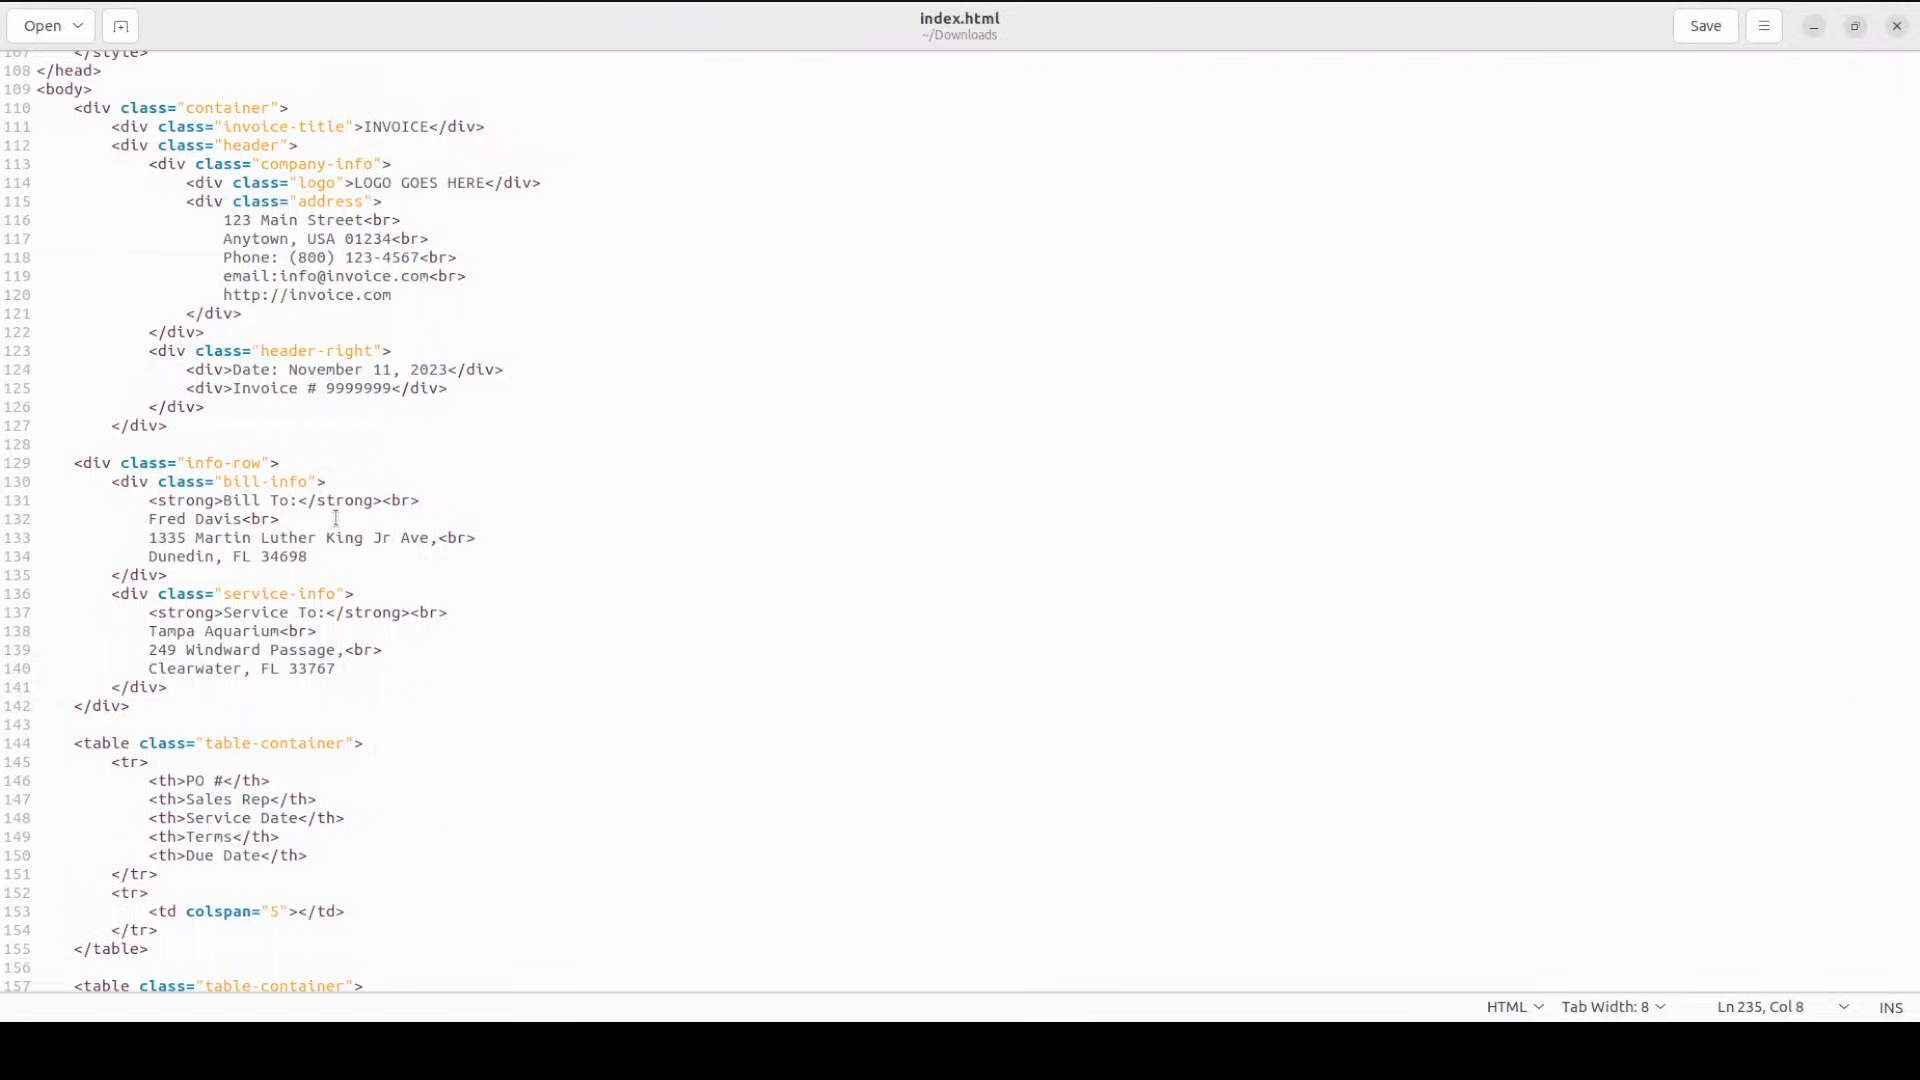 Open
index.html
~/Downloads
Save
107 </style>
108 </head>
109 <body>
110 <div class="container">
111 <div class="invoice-title">INVOICE</div>
112 <div class="header">
113 <div class="company-info">
114 <div class="logo">LOGO GOES HERE</div>
115 <div class="address">
116 123 Main Street<br>
117 Anytown, USA 01234<br>
118 Phone: (800) 123-4567<br>
119 email:info@invoice.com<br>
120 http://invoice.com
121 </div>
122 </div>
123 <div class="header-right">
124 <div>Date: November 11, 2023</div>
125 <div>Invoice # 9999999</div>
126 </div>
127 </div>
128
129 <div class="info-row">
130 <div class="bill-info">
131 <strong>Bill To:</strong><br>
132 Fred Davis<br>
133 1335 Martin Luther King Jr Ave,<br>
134 Dunedin, FL 34698
135 </div>
136 <div class="service-info">
137 <strong>Service To:</strong><br>
138 Tampa Aquarium<br>
139 249 Windward Passage,<br>
140 Clearwater, FL 33767
141 </div>
142 </div>
143
144 <table class="table-container">
145 <tr>
146 <th>PO #</th>
147 <th>Sales Rep</th>
148 <th>Service Date</th>
149 <th>Terms</th>
150 <th>Due Date</th>
151 </tr>
152 <tr>
153 <td colspan="5"></td>
154 </tr>
155 </table>
156
157 <table class="table-container">
HTML Tab Width: 8 Ln 235, Col 8 INS